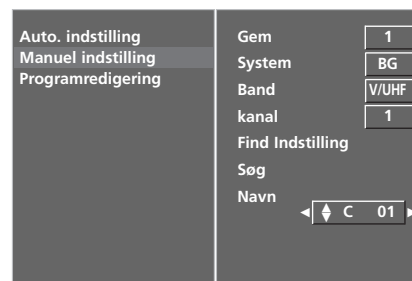 Auto. indstilling
Manuel indstilling
Programredigering
Gem 1
System BG
Band V/UHF
kanal 1
Find Indstilling
Søg
Navn
C 01